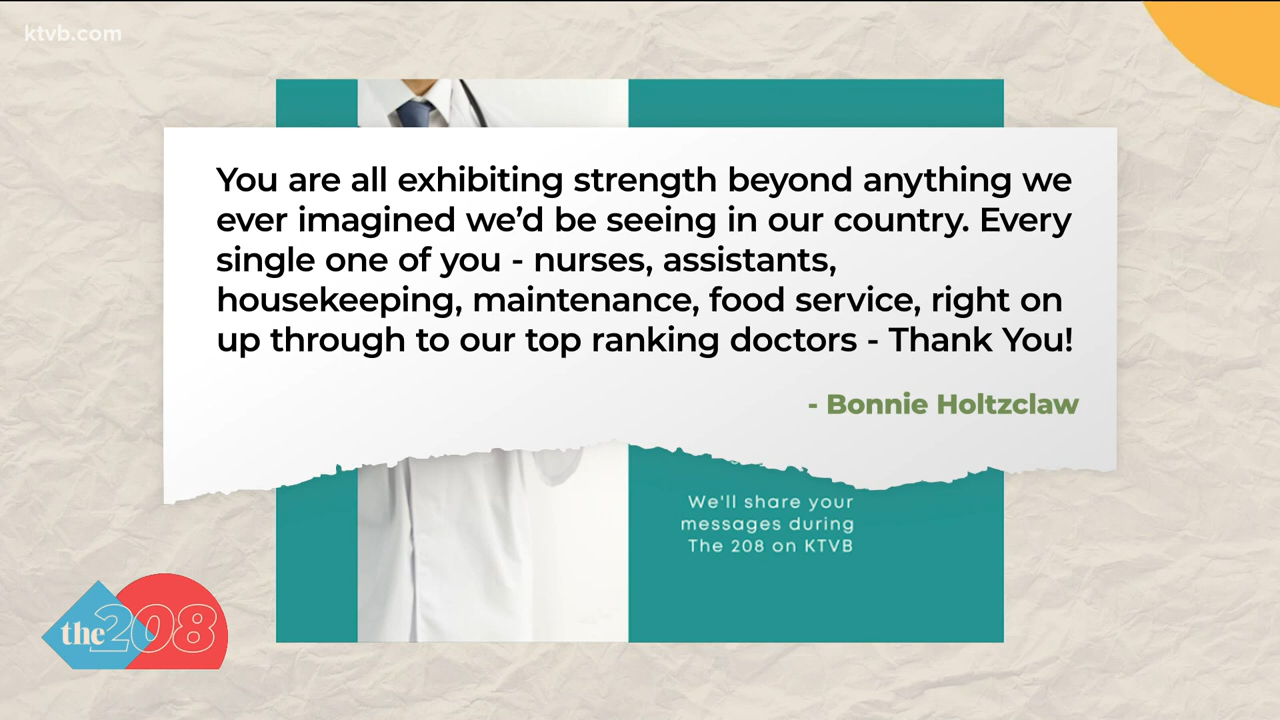 ktvb.com
You are all exhibiting strength beyond anything we
ever imagined we’d be seeing in our country. Every
single one of you - nurses, assistants,
housekeeping, maintenance, food service, right on
up through to our top ranking doctors - Thank You!
- Bonnie Holtzclaw
We'll share your
messages during
The 208 on KTVB
the 208